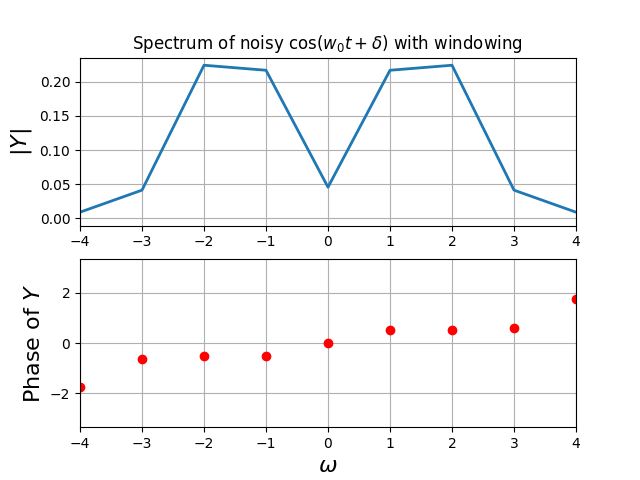 Spectrum of noisy cos(w₀t + δ) with windowing
|Y|
0.20
0.15
0.10
0.05
0.00
−4 −3 −2 −1 0 1 2 3 4
Phase of Y
2
0
−2
−4 −3 −2 −1 0 1 2 3 4
ω